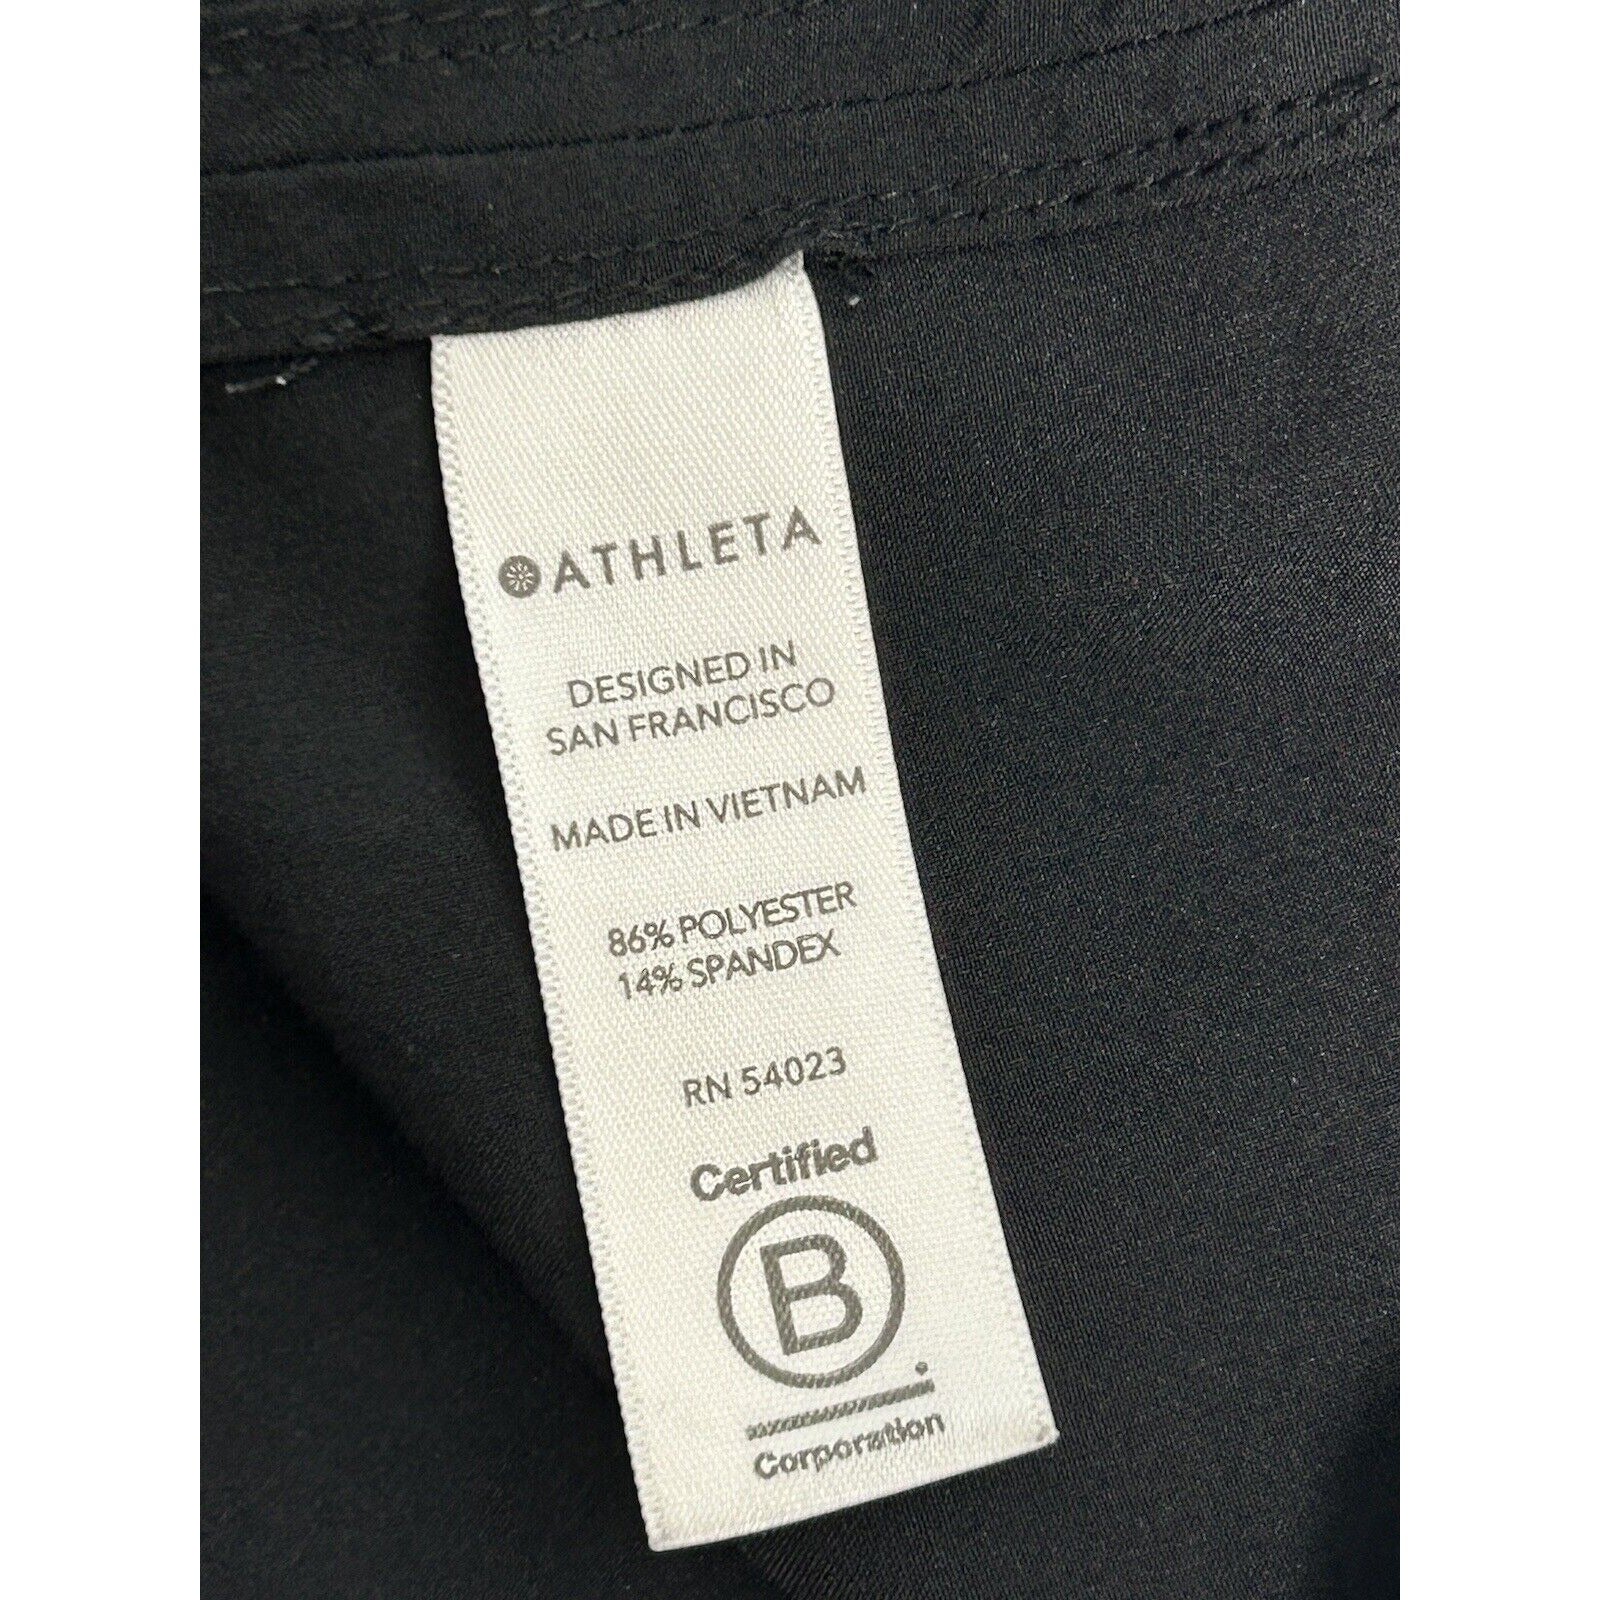 ATHLETA
DESIGNED IN
SAN FRANCISCO
MADE IN VIETNAM
86% POLYESTER
14% SPANDEX
RN 54023
Certified
B
Corporation